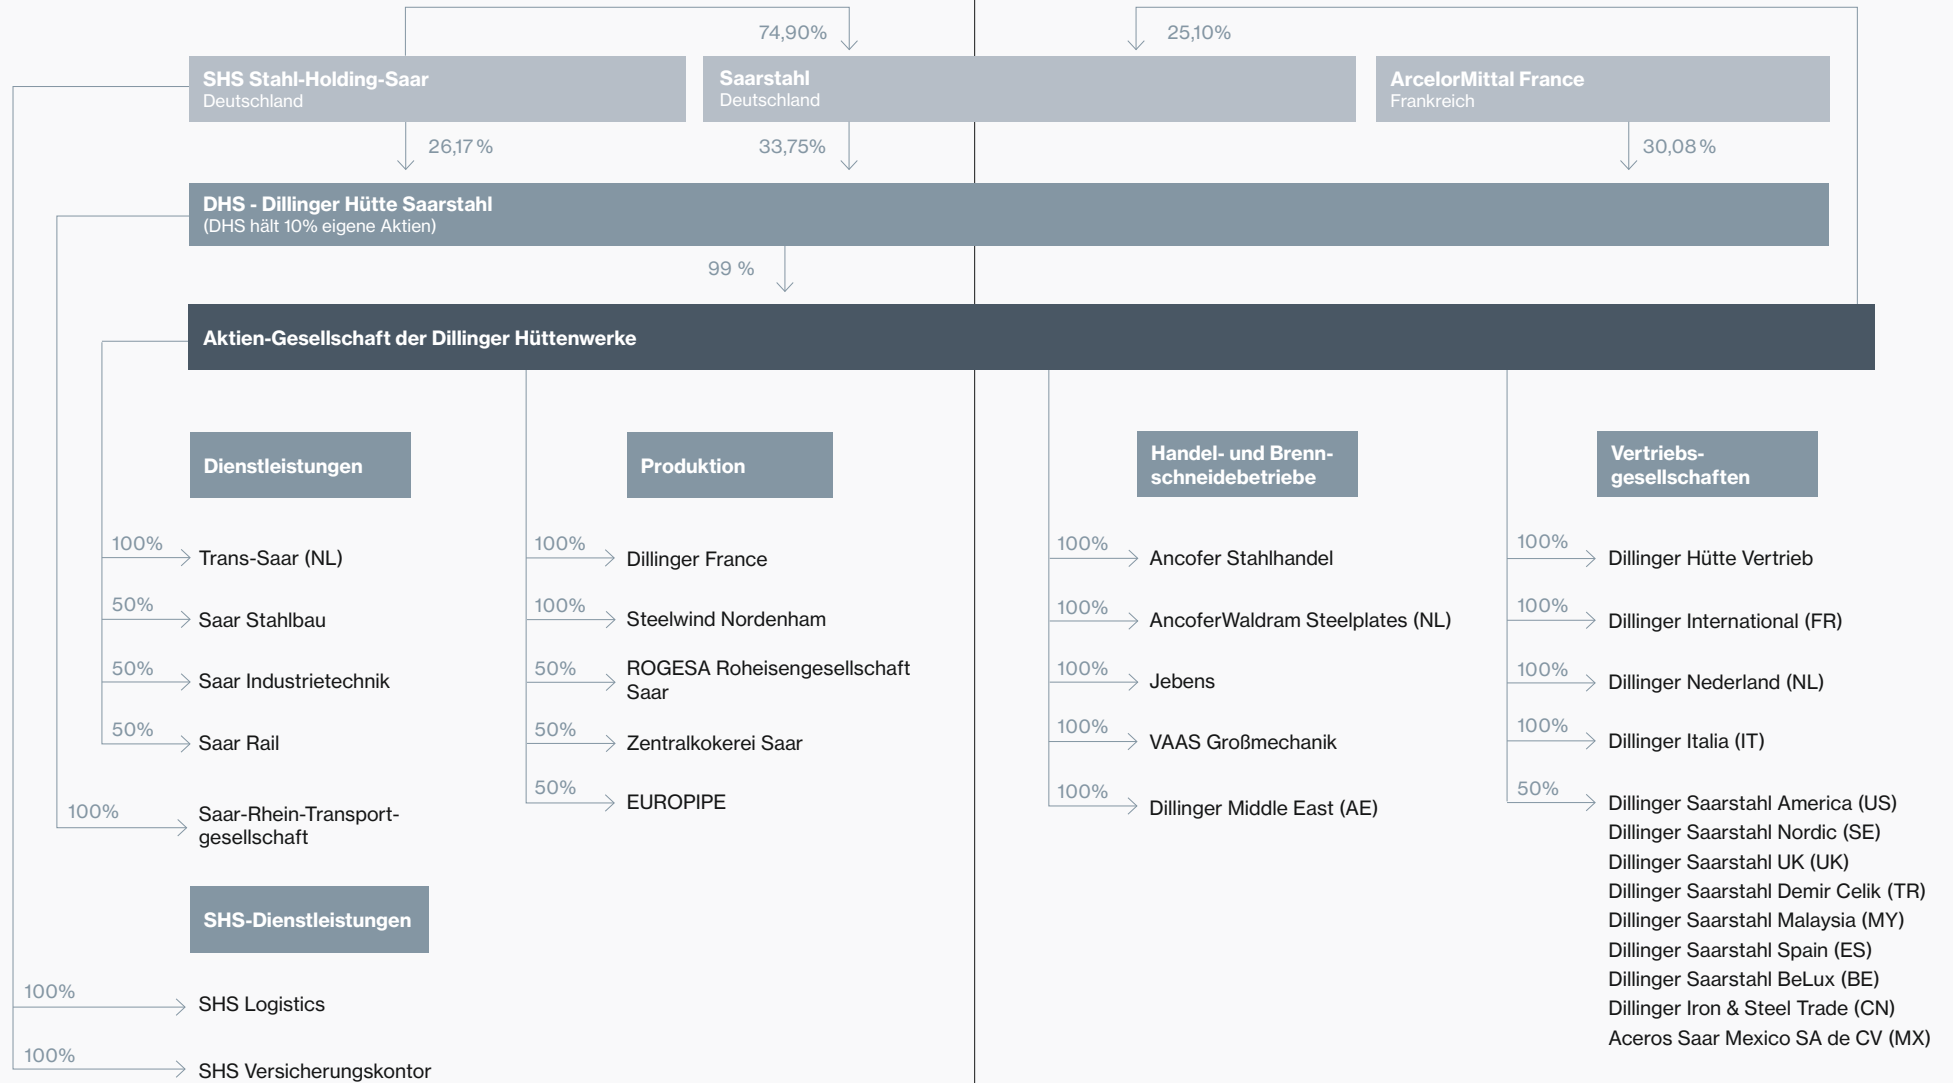 74,90%
25,10%
SHS Stahl-Holding-Saar
Deutschland
Saarstahl
Deutschland
ArcelorMittal France
Frankreich
26,17 %
33,75%
30,08 %
DHS - Dillinger Hütte Saarstahl
(DHS hält 10% eigene Aktien)
99 %
Aktien-Gesellschaft der Dillinger Hüttenwerke
Dienstleistungen
100%
Trans-Saar (NL)
50%
Saar Stahlbau
50%
Saar Industrietechnik
50%
Saar Rail
100%
Saar-Rhein-Transport-
gesellschaft
SHS-Dienstleistungen
100%
SHS Logistics
100%
SHS Versicherungskontor
Produktion
100%
Dillinger France
100%
Steelwind Nordenham
50%
ROGESA Roheisengesellschaft
Saar
50%
Zentralkokerei Saar
50%
EUROPIPE
Handel- und Brenn-
schneidebetriebe
100%
Ancofer Stahlhandel
100%
AncoferWaldram Steelplates (NL)
100%
Jebens
100%
VAAS Großmechanik
100%
Dillinger Middle East (AE)
Vertriebs-
gesellschaften
100%
Dillinger Hütte Vertrieb
100%
Dillinger International (FR)
100%
Dillinger Nederland (NL)
100%
Dillinger Italia (IT)
50%
Dillinger Saarstahl America (US)
Dillinger Saarstahl Nordic (SE)
Dillinger Saarstahl UK (UK)
Dillinger Saarstahl Demir Celik (TR)
Dillinger Saarstahl Malaysia (MY)
Dillinger Saarstahl Spain (ES)
Dillinger Saarstahl BeLux (BE)
Dillinger Iron & Steel Trade (CN)
Aceros Saar Mexico SA de CV (MX)